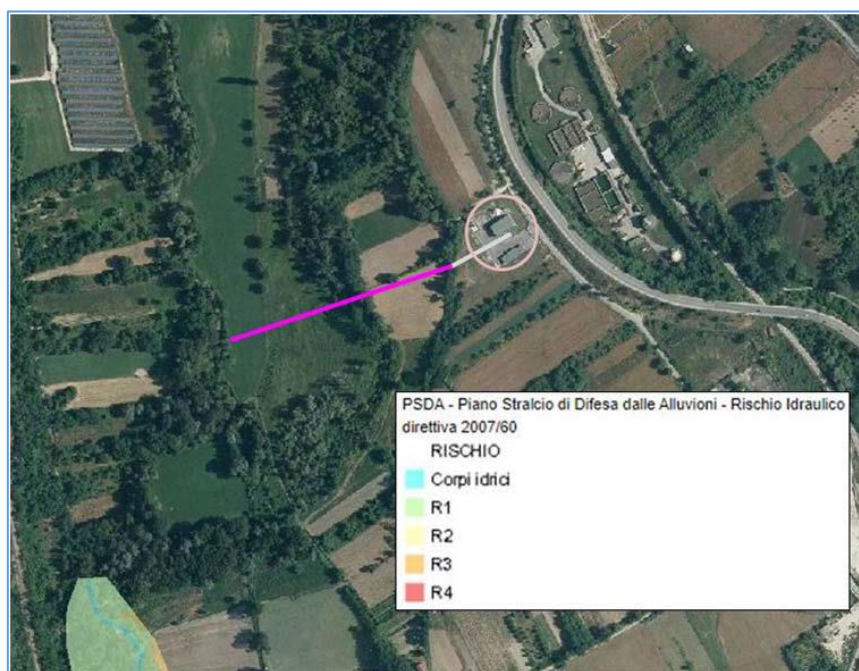 PSDA - Piano Stralcio di Difesa dalle Alluvioni - Rischio Idraulico
direttiva 2007/60
RISCHIO
Corpi idrici
R1
R2
R3
R4